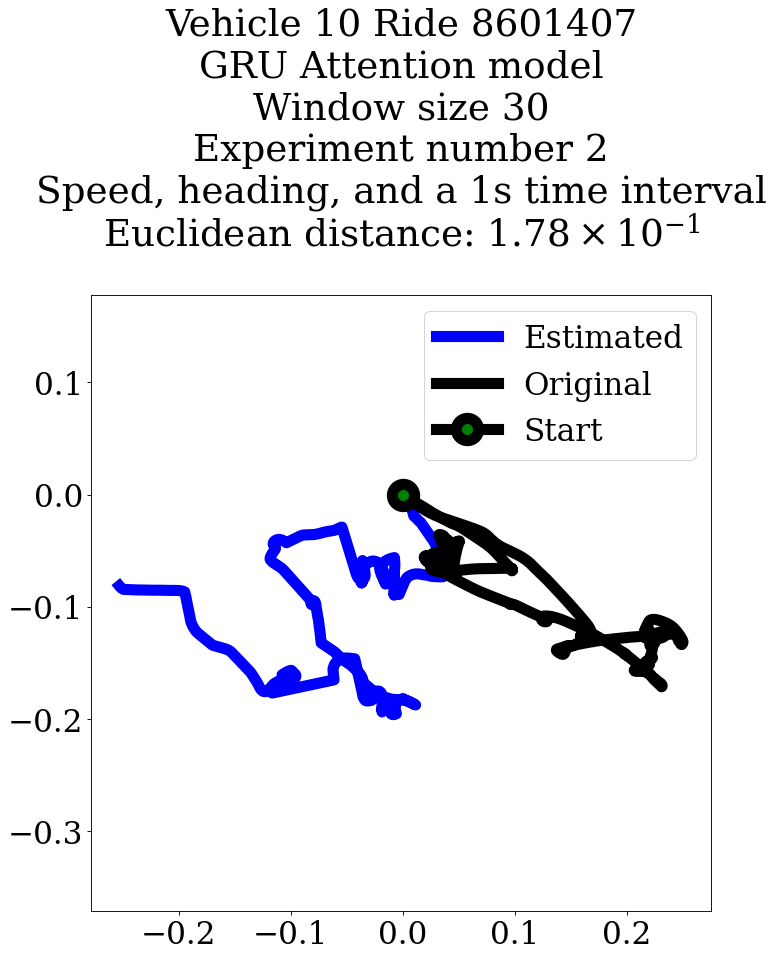 Vehicle 10 Ride 8601407
GRU Attention model
Window size 30
Experiment number 2
Speed, heading, and a 1s time interval
Euclidean distance: 1.78 × 10⁻¹
Estimated
Original
Start
0.1
0.0
−0.1
−0.2
−0.3
−0.2 −0.1 0.0 0.1 0.2